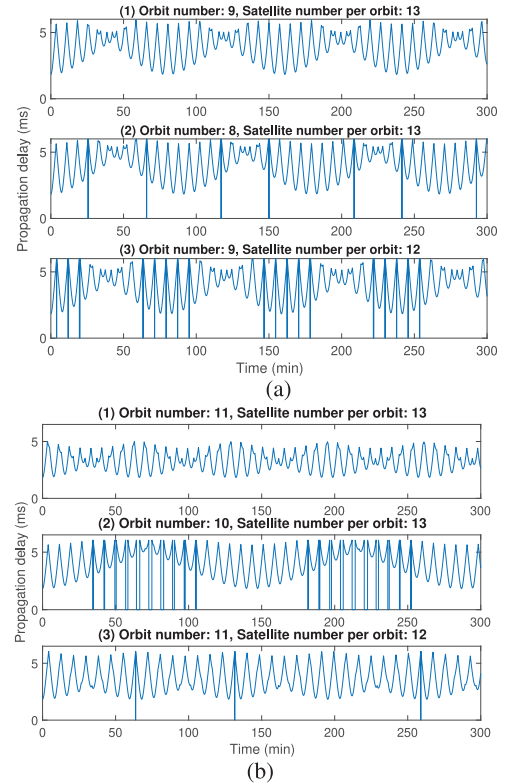 (1) Orbit number: 9, Satellite number per orbit: 13
5
0
0 50 100 150 200 250 300
(2) Orbit number: 8, Satellite number per orbit: 13
5
0
0 50 100 150 200 250 300
(3) Orbit number: 9, Satellite number per orbit: 12
5
0
0 50 100 150 200 250 300
Propagation delay (ms)
Time (min)
(a)
(1) Orbit number: 11, Satellite number per orbit: 13
5
0
0 50 100 150 200 250 300
(2) Orbit number: 10, Satellite number per orbit: 13
5
0
0 50 100 150 200 250 300
(3) Orbit number: 11, Satellite number per orbit: 12
5
0
0 50 100 150 200 250 300
Propagation delay (ms)
Time (min)
(b)